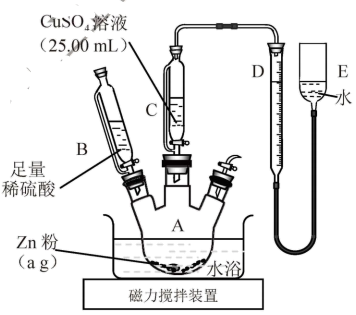 CuSO₄溶液
(25.00 mL)
D
E
水
C
B
足量
稀硫酸
A
Zn 粉
(a g)
水浴
磁力搅拌装置